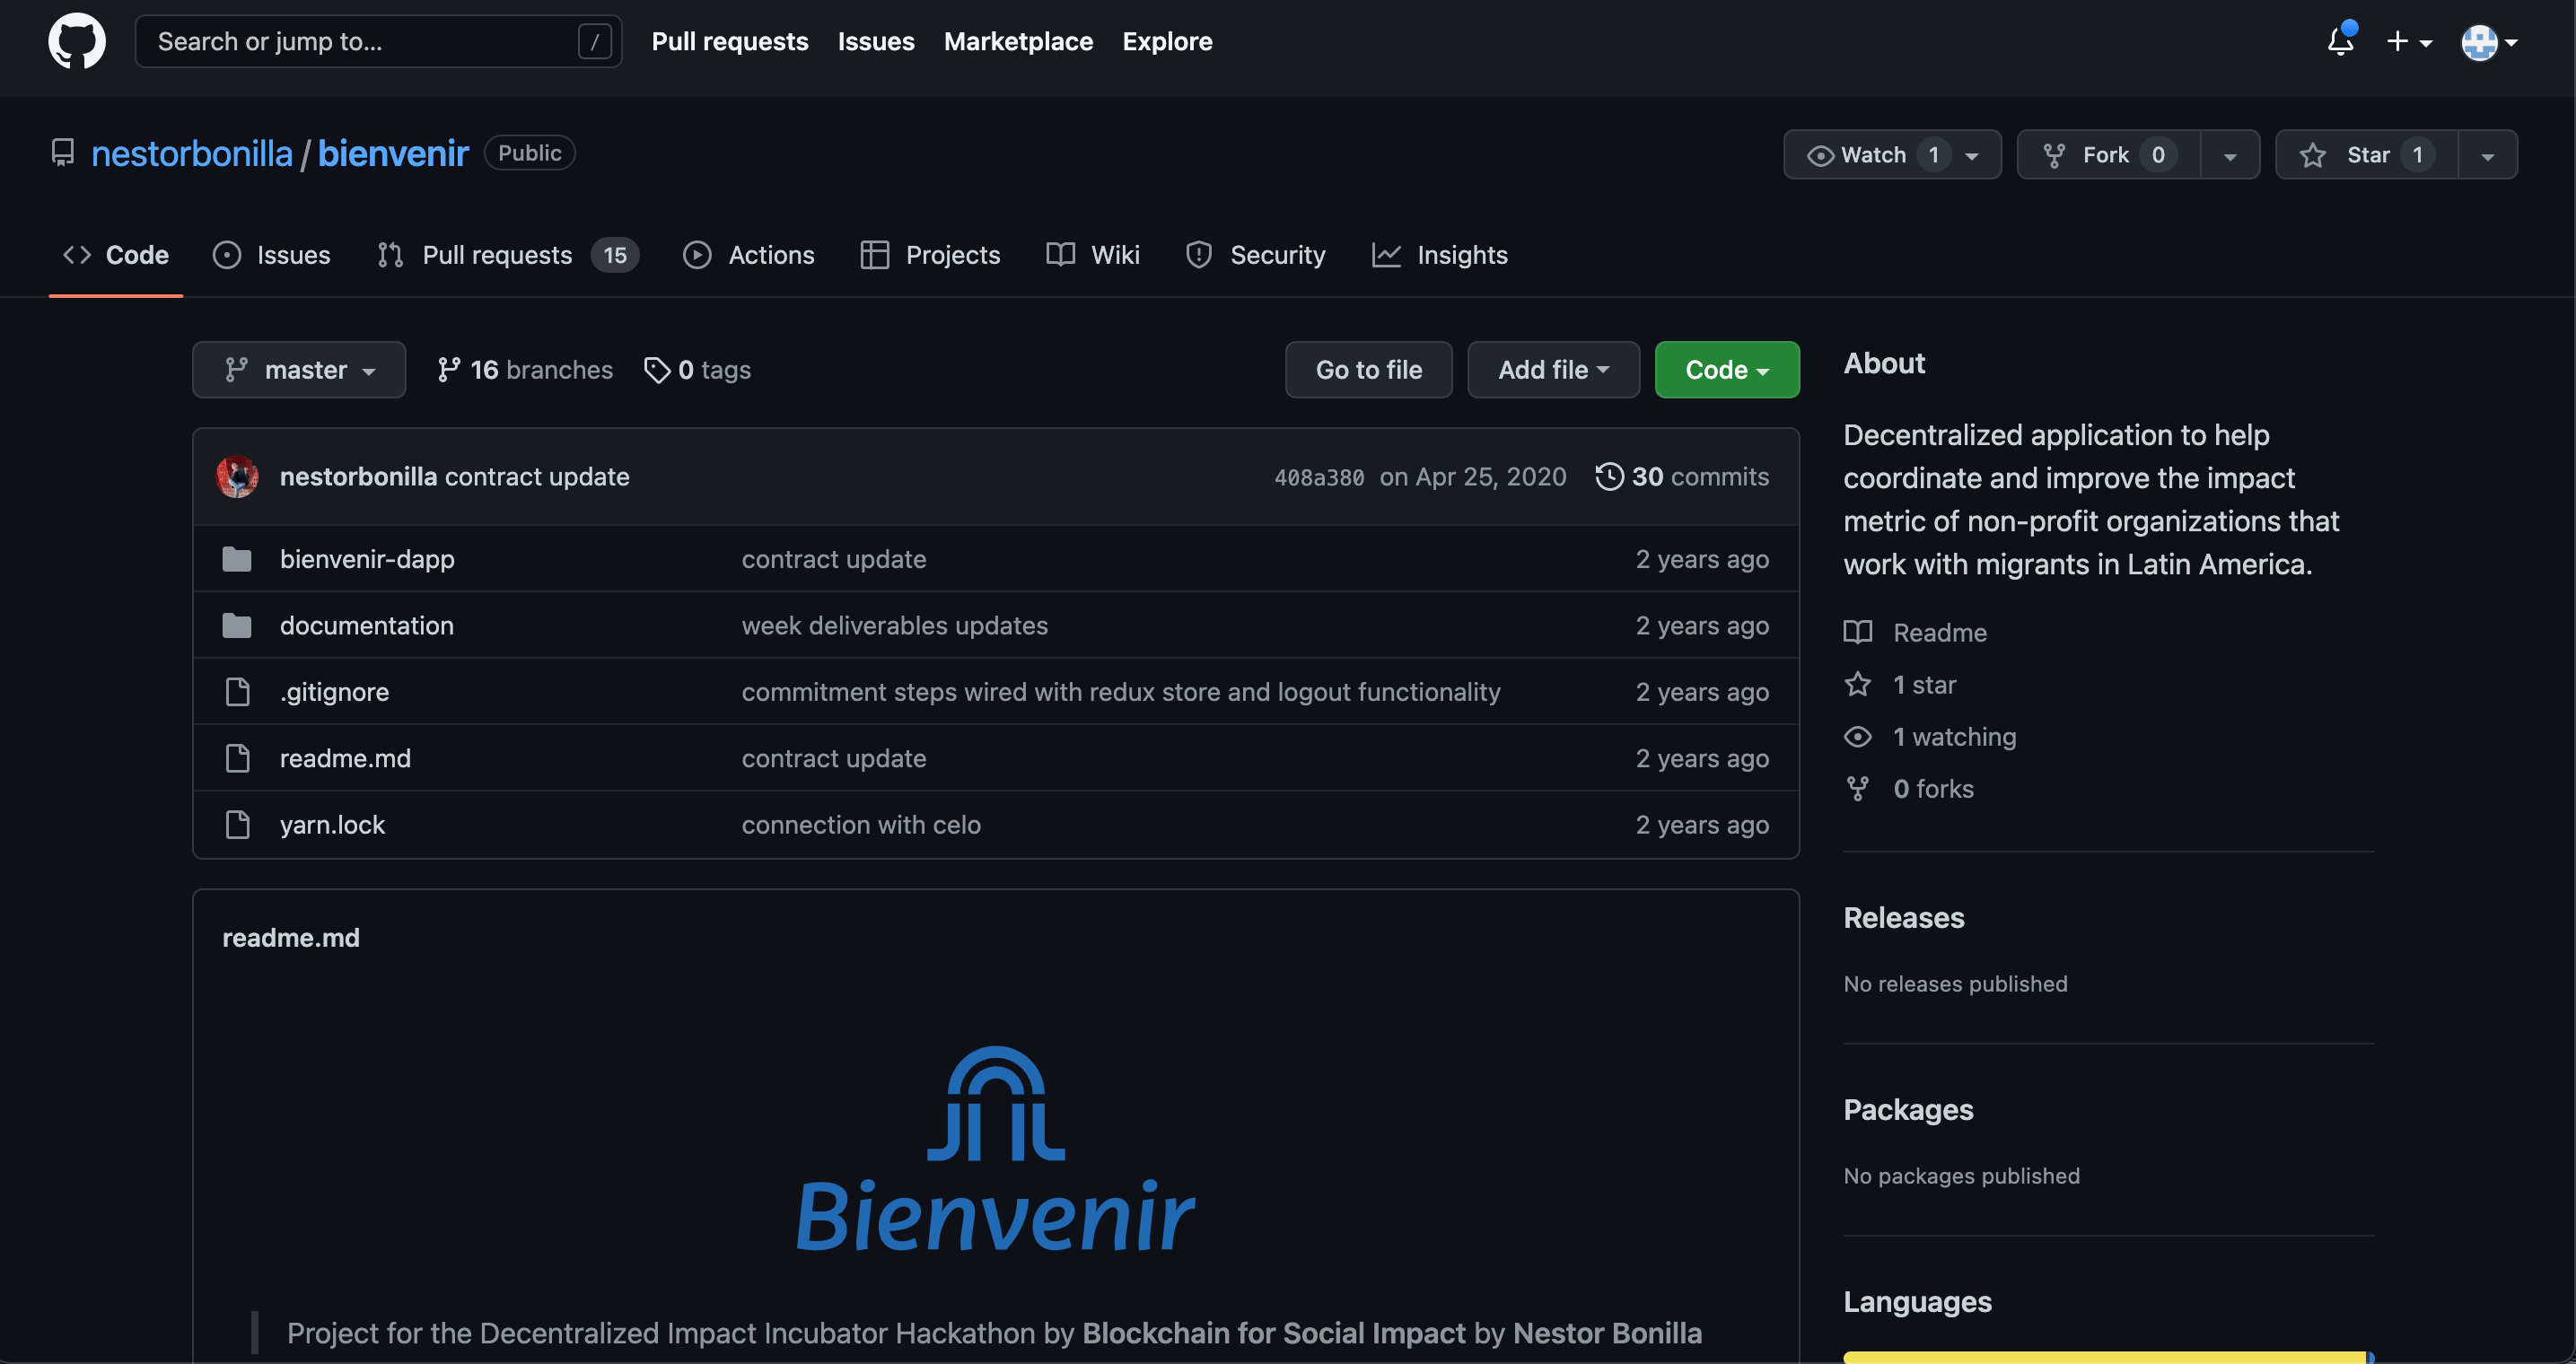 Search or jump to... /
Pull requests Issues Marketplace Explore
nestorbonilla / bienvenir Public
Watch 1 Fork 0 Star 1
Code Issues Pull requests 15 Actions Projects Wiki Security Insights
master 16 branches 0 tags Go to file Add file Code
nestorbonilla contract update 408a380 on Apr 25, 2020 30 commits
bienvenir-dapp contract update 2 years ago
documentation week deliverables updates 2 years ago
.gitignore commitment steps wired with redux store and logout functionality 2 years ago
readme.md contract update 2 years ago
yarn.lock connection with celo 2 years ago
readme.md
Bienvenir
Project for the Decentralized Impact Incubator Hackathon by Blockchain for Social Impact by Nestor Bonilla
About
Decentralized application to help
coordinate and improve the impact
metric of non-profit organizations that
work with migrants in Latin America.
Readme
1 star
1 watching
0 forks
Releases
No releases published
Packages
No packages published
Languages